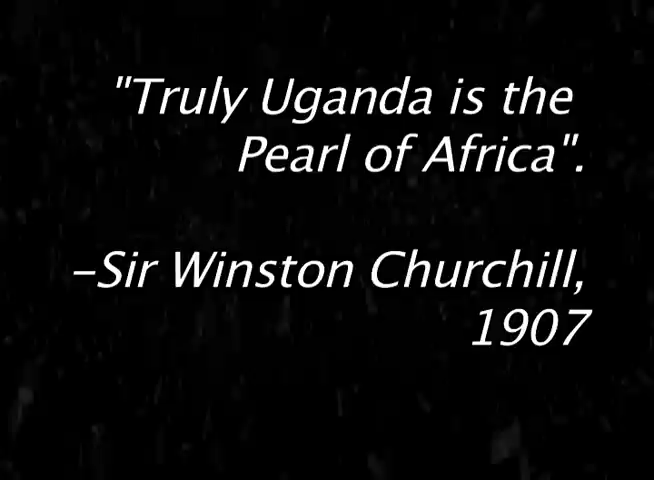 "Truly Uganda is the
Pearl of Africa".
–Sir Winston Churchill,
1907